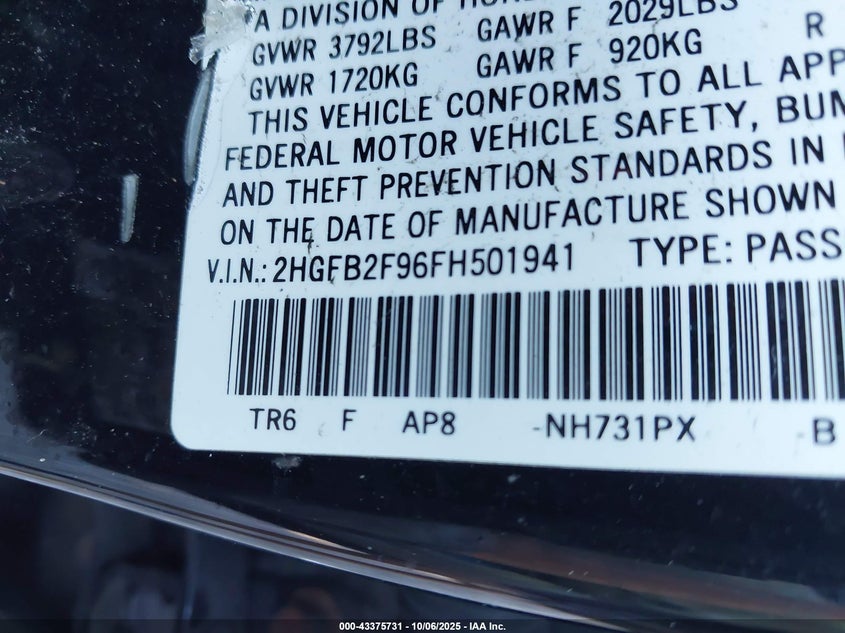 A DIVISION OF
GVWR 3792LBS GAWR F 2029LBS
GVWR 1720KG GAWR F 920KG R
THIS VEHICLE CONFORMS TO ALL APP
FEDERAL MOTOR VEHICLE SAFETY, BUM
AND THEFT PREVENTION STANDARDS IN
ON THE DATE OF MANUFACTURE SHOWN
V.I.N.: 2HGFB2F96FH501941 TYPE: PASS
TR6 F AP8 -NH731PX -B
000-43375731 - 10/06/2025 - IAA Inc.